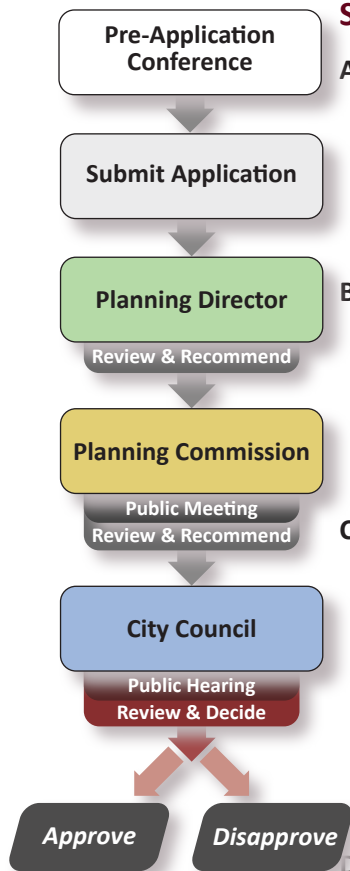 Pre-Application
Conference
S
A
Submit Application
Planning Director
B
Review & Recommend
Planning Commission
Public Meeting
Review & Recommend
C
City Council
Public Hearing
Review & Decide
Approve
Disapprove